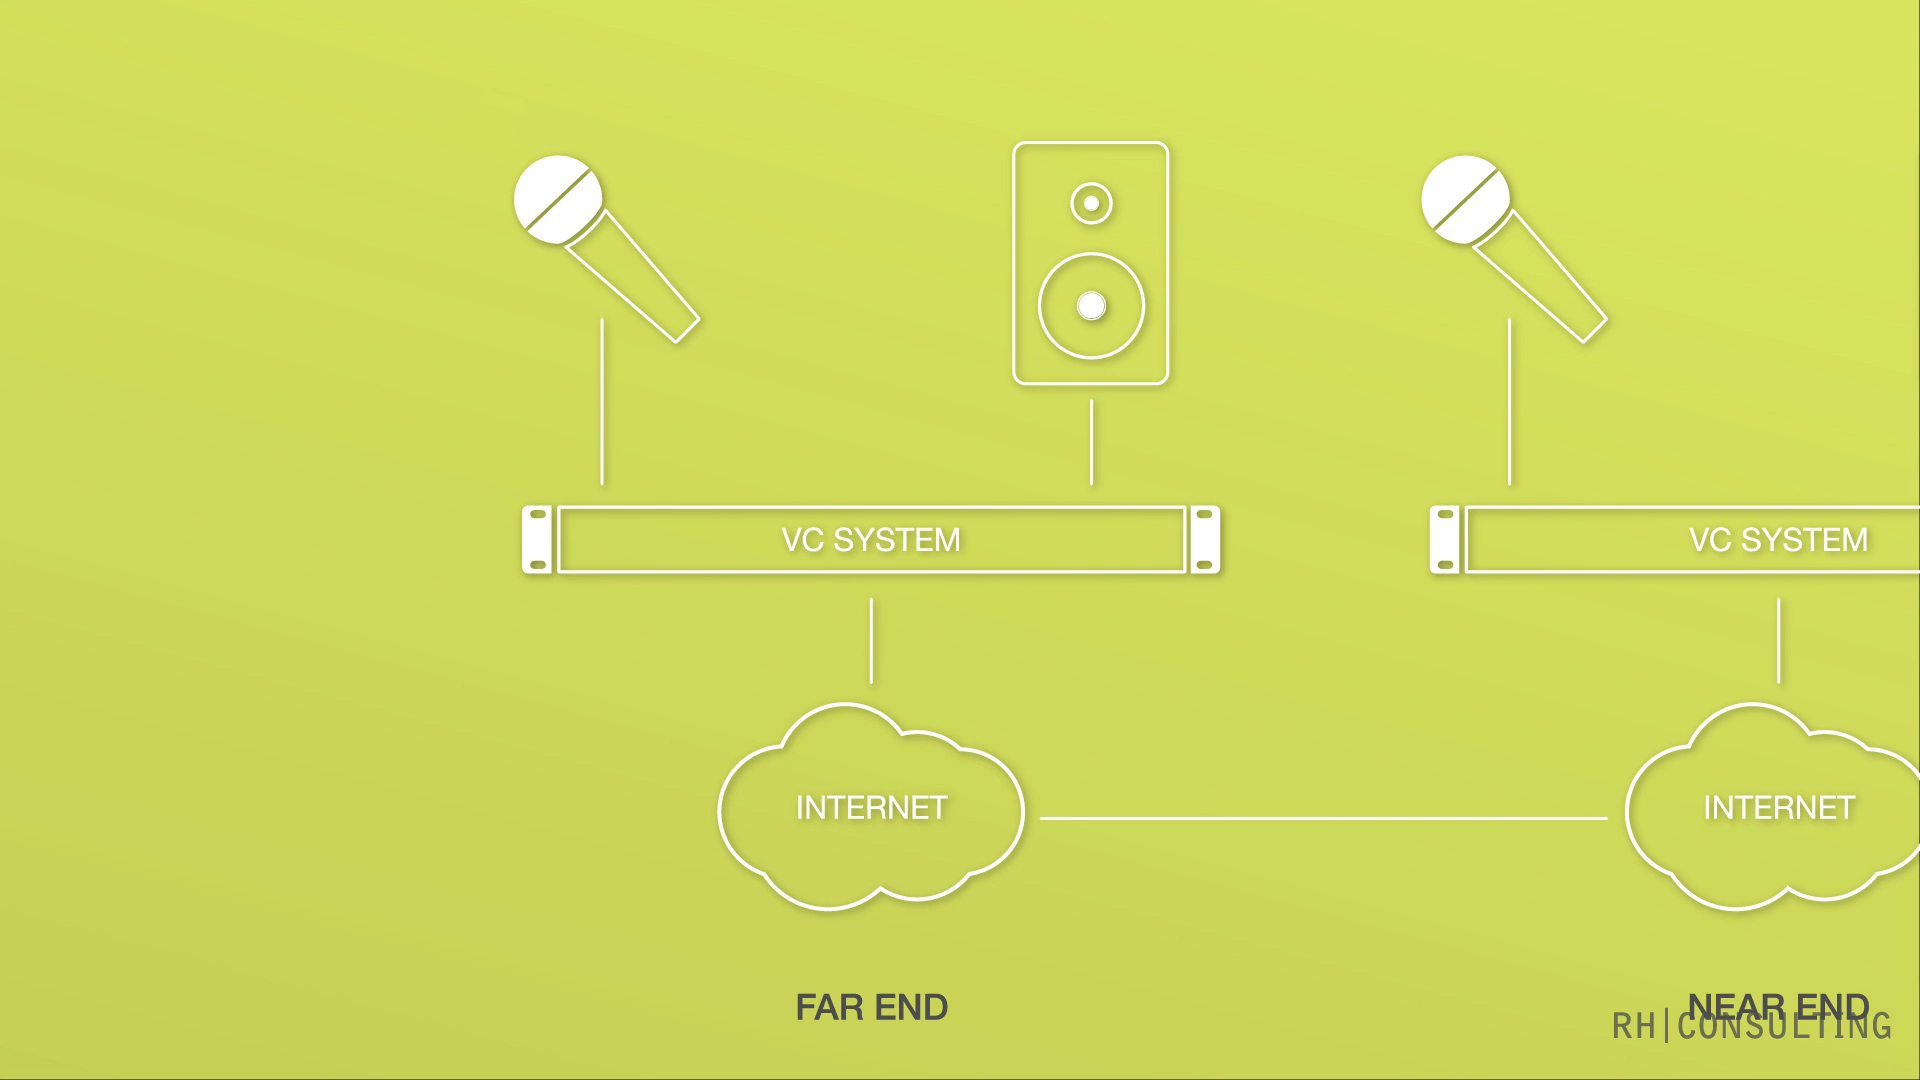 VC SYSTEM
VC SYSTEM
INTERNET
INTERNET
FAR END
NEAR END
RH|CONSULTING